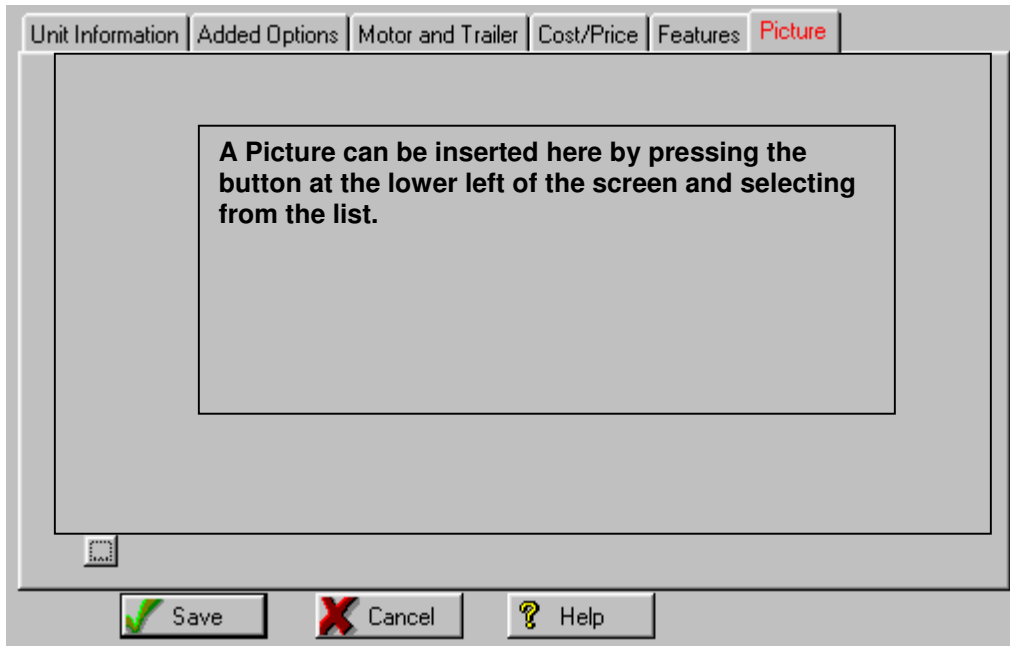 Unit Information Added Options Motor and Trailer Cost/Price Features Picture
A Picture can be inserted here by pressing the
button at the lower left of the screen and selecting
from the list.
...
Save Cancel Help